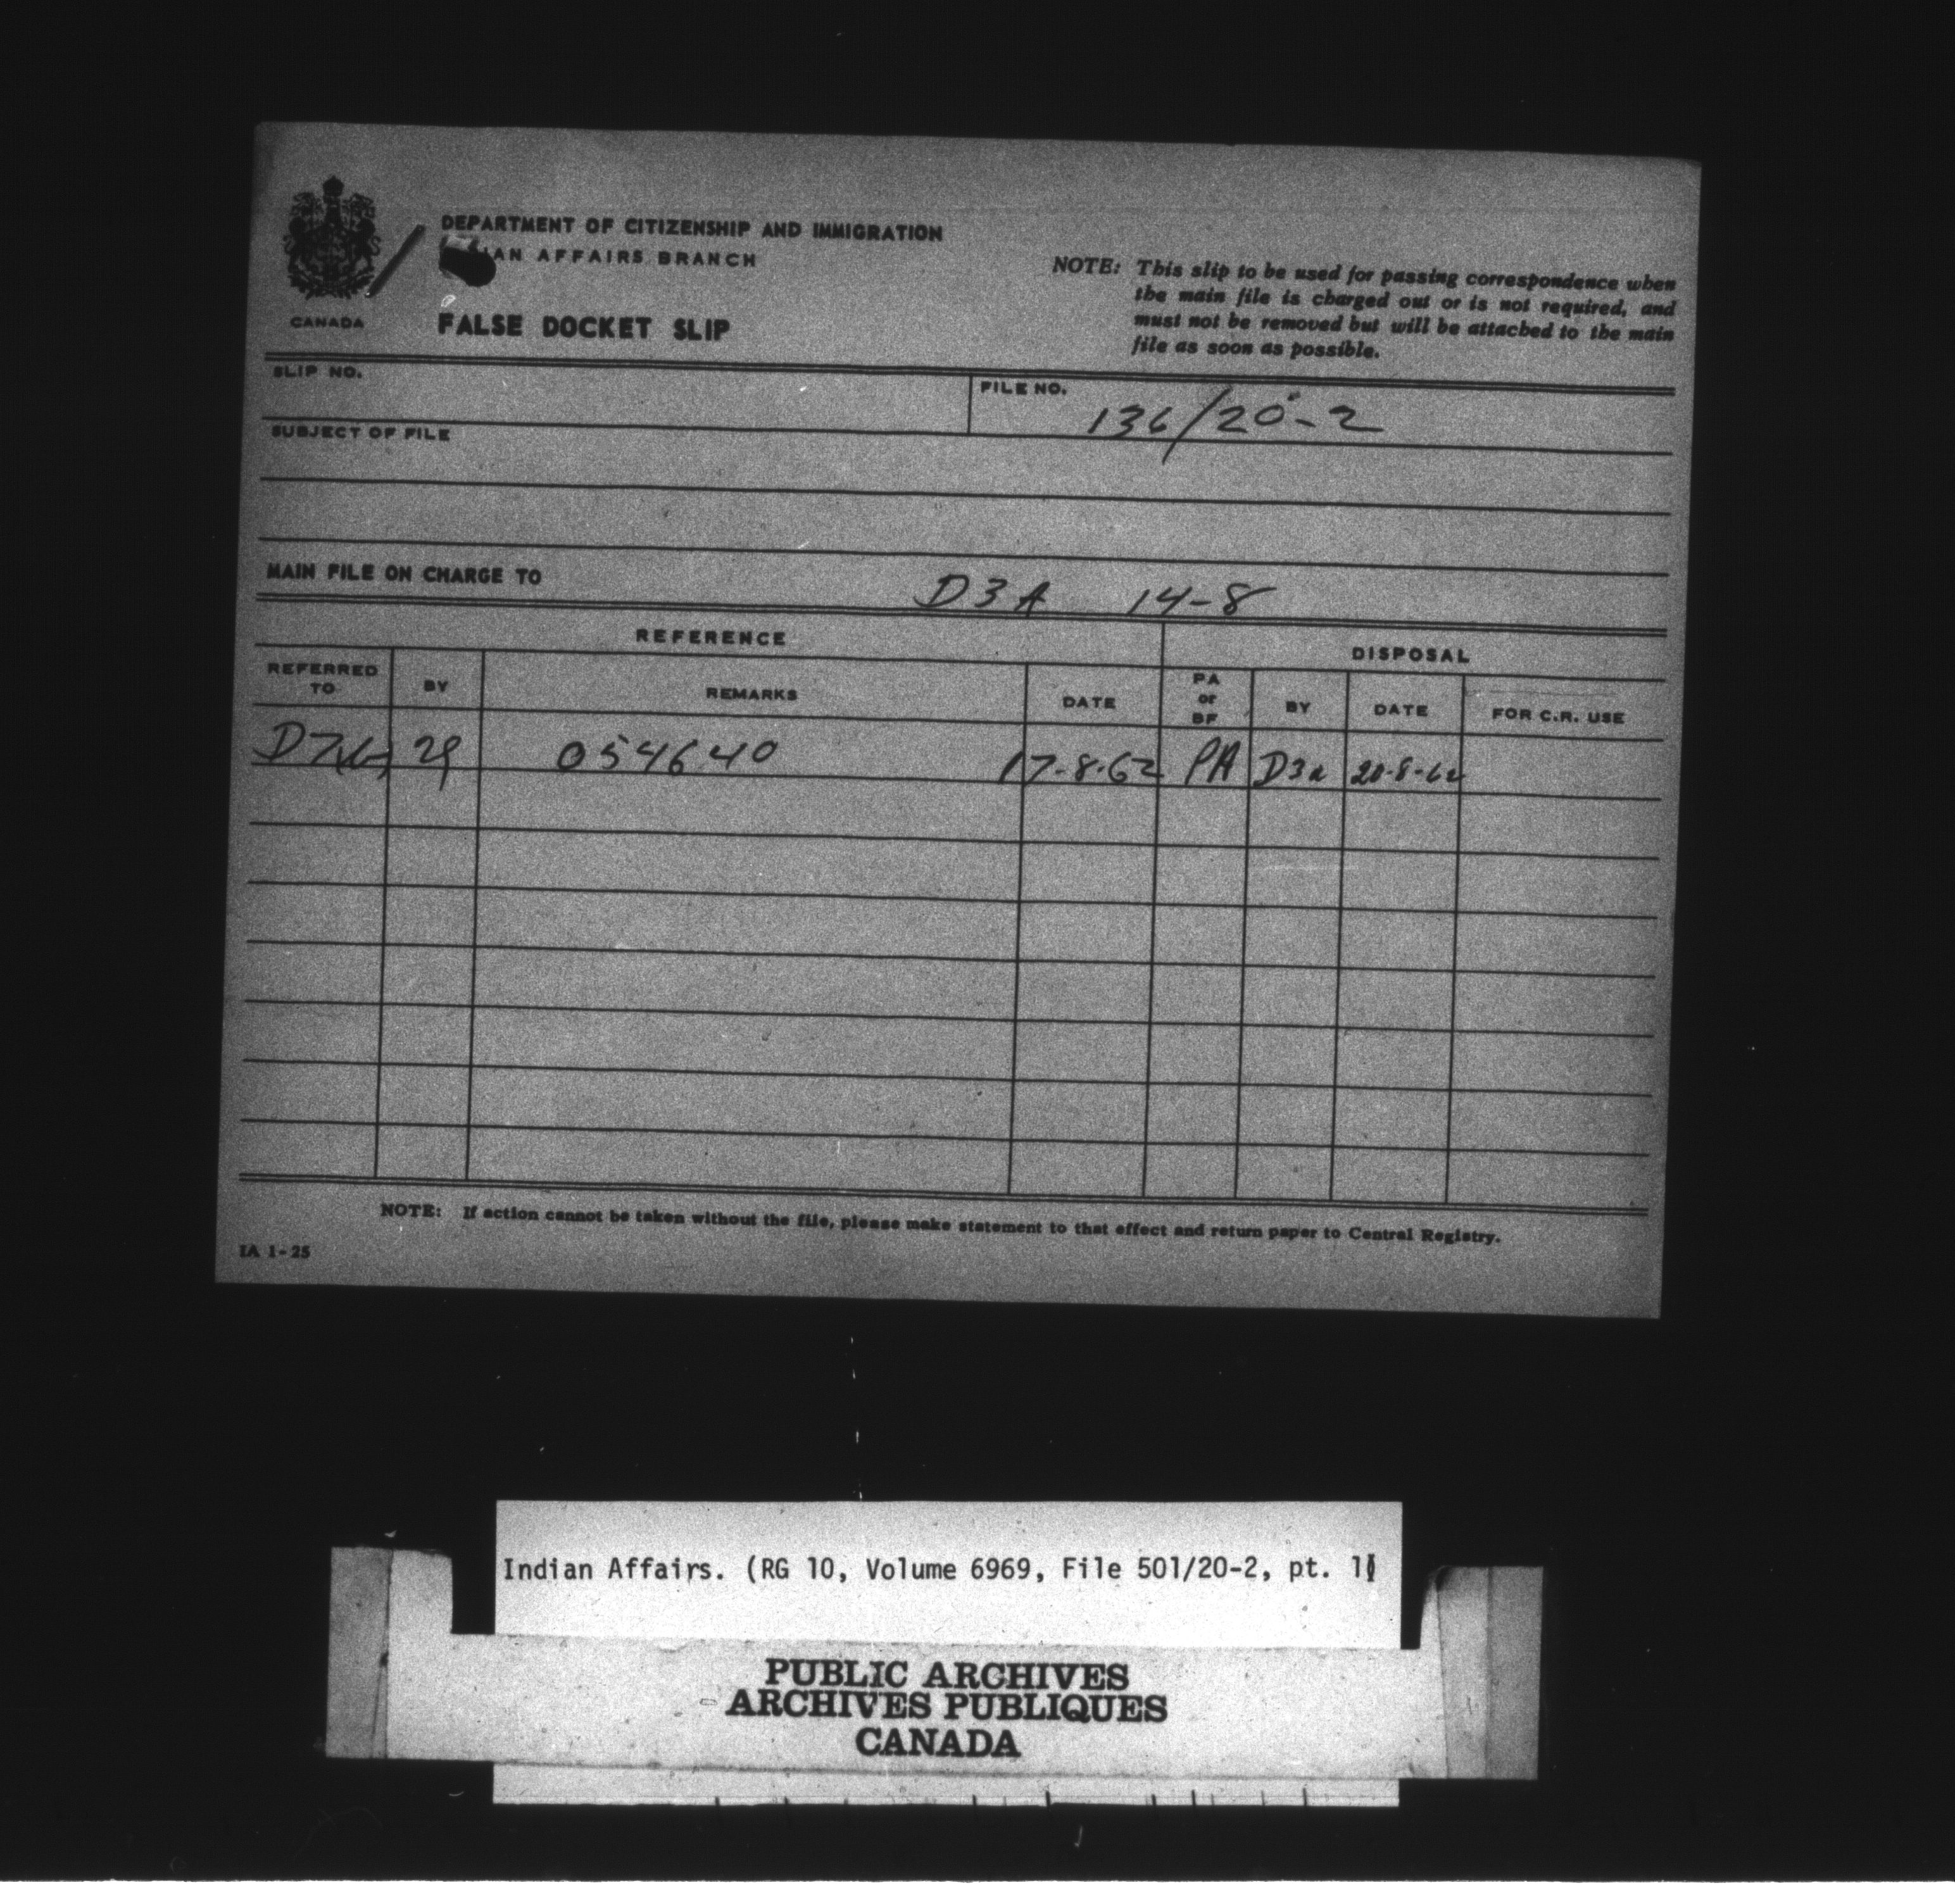 DEPARTMENT OF CITIZENSHIP AND IMMIGRATION
AN AFFAIRS BRANCH
CANADA
FALSE DOCKET SLIP
NOTE: This slip to be used for passing correspondence when
the main file is charged out or is not required, and
must not be removed but will be attached to the main
file as soon as possible.
SLIP NO.
FILE NO.
136/20-2
SUBJECT OF FILE
MAIN FILE ON CHARGE TO
D3A 14-8
REFERENCE
DISPOSAL
REFERRED TO
BY
REMARKS
DATE
PA or BF
BY
DATE
FOR C.R. USE
054640 17-8-62 PA D3a 20-8-62
NOTE: If action cannot be taken without the file, please make statement to that effect and return paper to Central Registry.
IA 1-25
Indian Affairs. (RG 10, Volume 6969, File 501/20-2, pt. 1)
PUBLIC ARCHIVES
ARCHIVES PUBLIQUES
CANADA